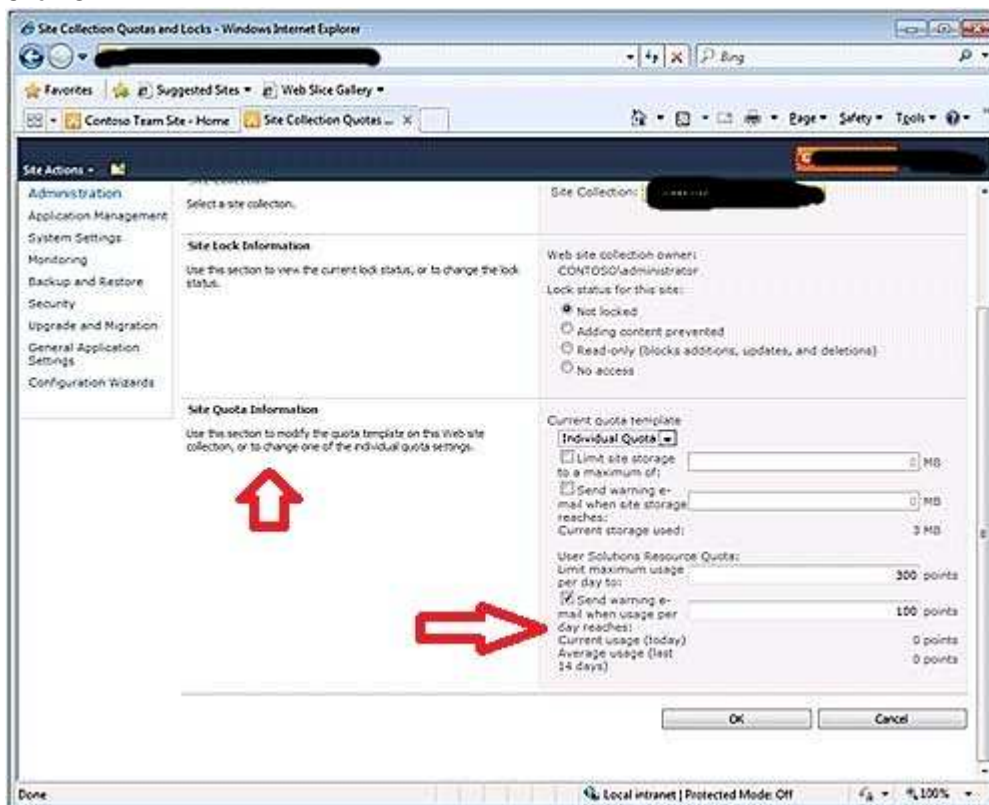 Site Collection Quotas and Locks - Windows Internet Explorer
Bing
Favorites Suggested Sites Web Slice Gallery
Contoso Team Site - Home Site Collection Quotas ... Page Safety Tools
Site Actions
Administration
Application Management
System Settings
Monitoring
Backup and Restore
Security
Upgrade and Migration
General Application
Settings
Configuration Wizards
Select a site collection.
Site Collection:
Site Lock Information
Use this section to view the current lock status, or to change the lock
status.
Web site collection owner:
CONTOSO\administrator
Lock status for this site:
Not locked
Adding content prevented
Read-only (blocks additions, updates, and deletions)
No access
Site Quota Information
Use this section to modify the quota template on this Web site
collection, or to change one of the individual quota settings.
Current quota template
Individual Quota
Limit site storage
to a maximum of: 0 MB
Send warning e-
mail when site storage 0 MB
reaches:
Current storage used: 3 MB
User Solutions Resource Quota:
Limit maximum usage
per day to: 300 points
Send warning e-
mail when usage per 100 points
day reaches:
Current usage (today) 0 points
Average usage (last
14 days) 0 points
OK Cancel
Done Local intranet | Protected Mode: Off 100%